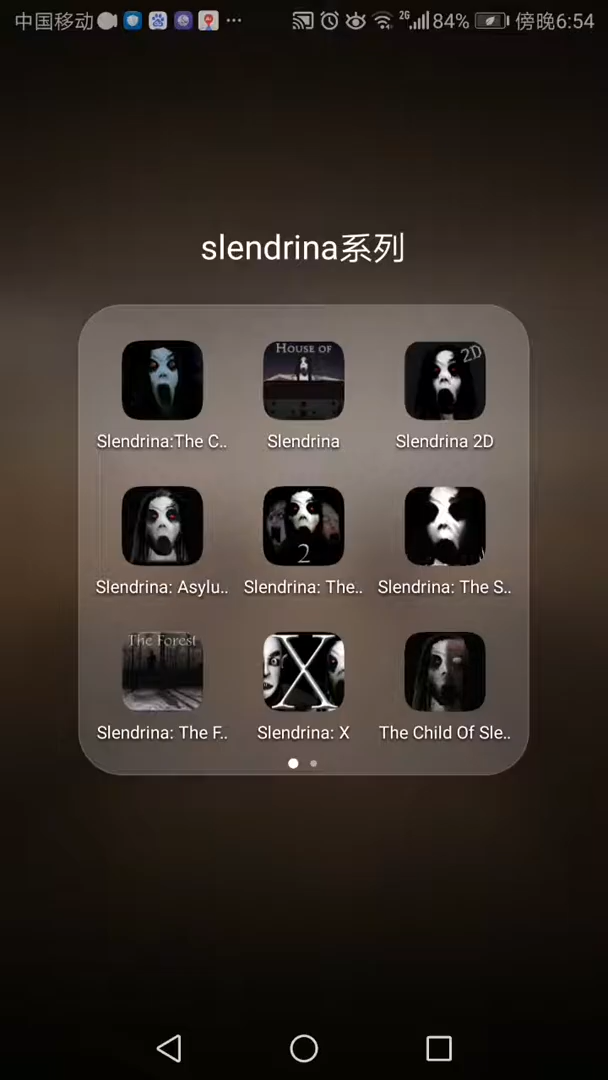 中国移动 ... 2G 84% 傍晚6:54
slendrina系列
HOUSE OF
2D
Slendrina:The C..
Slendrina
Slendrina 2D
2
Slendrina: Asylu..
Slendrina: The..
Slendrina: The S..
The Forest
X
Slendrina: The F..
Slendrina: X
The Child Of Sle..